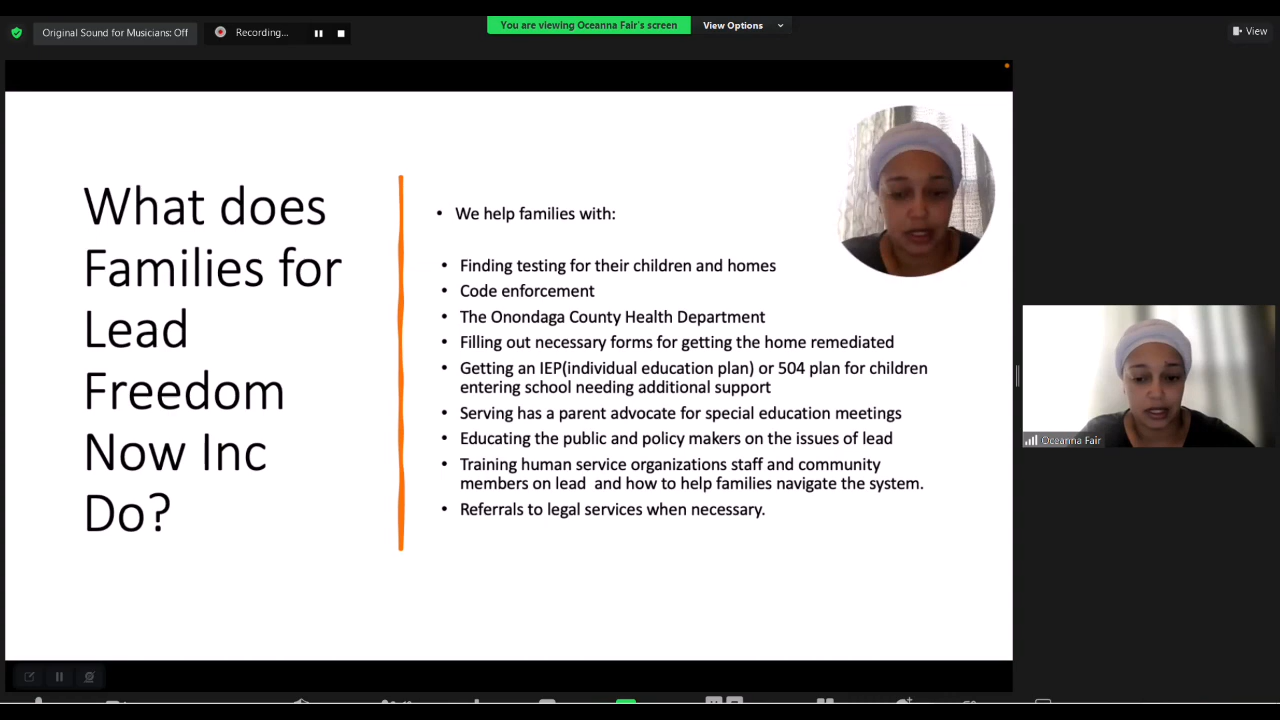 Original Sound for Musicians: Off
Recording...
You are viewing Oceanna Fair's screen
View Options
View
What does
Families for
Lead
Freedom
Now Inc
Do?
• We help families with:
• Finding testing for their children and homes
• Code enforcement
• The Onondaga County Health Department
• Filling out necessary forms for getting the home remediated
• Getting an IEP(individual education plan) or 504 plan for children
entering school needing additional support
• Serving has a parent advocate for special education meetings
• Educating the public and policy makers on the issues of lead
• Training human service organizations staff and community
members on lead  and how to help families navigate the system.
• Referrals to legal services when necessary.
Oceanna Fair